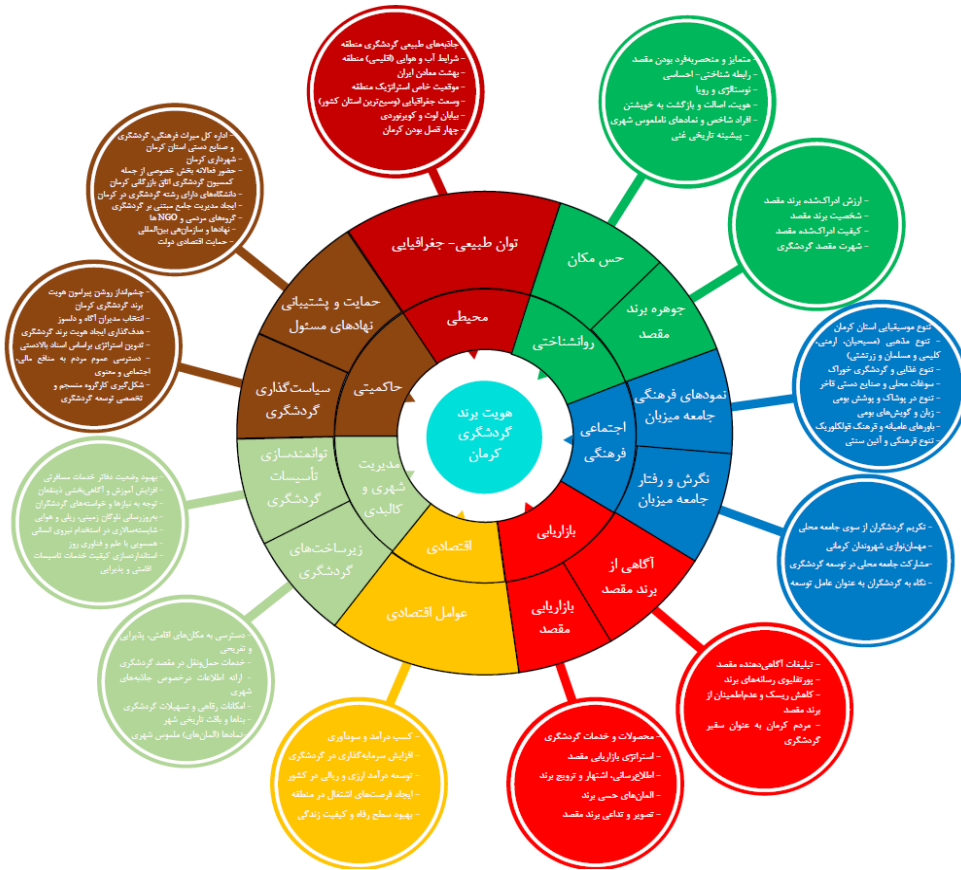 هویت برند
گردشگری
کرمان
محیطی
روانشناختی
اجتماعی
فرهنگی
بازاریابی
اقتصادی
مدیریت
شهری و
کالبدی
حاکمیتی
توان طبیعی- جغرافیایی
حس مکان
جوهره برند
مقصد
نمودهای فرهنگی
جامعه میزبان
نگرش و رفتار
جامعه میزبان
آگاهی از
برند مقصد
بازاریابی
مقصد
عوامل اقتصادی
زیرساخت‌های
گردشگری
توانمندسازی
تأسیسات
گردشگری
سیاست‌گذاری
گردشگری
حمایت و پشتیبانی
نهادهای مسئول
جاذبه‌های طبیعی گردشگری منطقه
- شرایط آب و هوایی (اقلیمی) منطقه
- بهشت معادن ایران
- موقعیت خاص استراتژیک منطقه
- وسعت جغرافیایی (وسیع‌ترین استان کشور)
- بیابان لوت و کویرنوردی
- چهار فصل بودن کرمان
- متمایز و منحصربه‌فرد بودن مقصد
- رابطه شناختی- احساسی
- نوستالژی و رویا
- هویت، اصالت و بازگشت به خویشتن
- افراد شاخص و نمادهای ناملموس شهری
- پیشینه تاریخی غنی
- ارزش ادراک‌شده برند مقصد
- شخصیت برند مقصد
- کیفیت ادراک‌شده مقصد
- شهرت مقصد گردشگری
تنوع موسیقیایی استان کرمان
- تنوع مذهبی (مسیحیان، ارمنی،
کلیمی و مسلمان و زرتشتی)
- تنوع غذایی و گردشگری خوراک
- سوغات محلی و صنایع دستی فاخر
- تنوع در پوشاک و پوشش بومی
- زبان و گویش‌های بومی
- باورهای عامیانه و فرهنگ فولکلوریک
- تنوع فرهنگی و آئین سنتی
- تکریم گردشگران از سوی جامعه محلی
- مهمان‌نوازی شهروندان کرمانی
-مشارکت جامعه محلی در توسعه گردشگری
- نگاه به گردشگران به عنوان عامل توسعه
- تبلیغات آگاهی‌دهنده مقصد
- پورتفلیوی رسانه‌های برند
- کاهش ریسک و عدم‌اطمینان از
برند مقصد
- مردم کرمان به عنوان سفیر
گردشگری
- محصولات و خدمات گردشگری
- استراتژی بازاریابی مقصد
- اطلاع‌رسانی، اشتهار و ترویج برند
- المان‌های حسی برند
- تصویر و تداعی برند مقصد
- کسب درآمد و سودآوری
- افزایش سرمایه‌گذاری در گردشگری
- توسعه درآمد ارزی و ریالی در کشور
- ایجاد فرصت‌های اشتغال در منطقه
- بهبود سطح رفاه و کیفیت زندگی
- دسترسی به مکان‌های اقامتی، پذیرایی
و تفریحی
- خدمات حمل‌ونقل در مقصد گردشگری
- ارائه اطلاعات درخصوص جاذبه‌های
شهری
- امکانات رفاهی و تسهیلات گردشگری
- بناها و بافت تاریخی شهر
-نمادها (المان‌های) ملموس شهری
- بهبود وضعیت دفاتر خدمات مسافرتی
- افزایش آموزش و آگاهی‌بخشی ذینفعان
- توجه به نیازها و خواسته‌های گردشگران
- به‌روزرسانی ناوگان زمینی، ریلی و هوایی
- شایسته‌سالاری در استخدام نیروی انسانی
- همسویی با علم و فناوری روز
- استانداردسازی کیفیت خدمات تاسیسات
اقامتی و پذیرایی
- چشم‌انداز روشن پیرامون هویت
برند گردشگری کرمان
- انتخاب مدیران آگاه و دلسوز
- هدف‌گذاری ایجاد هویت برند گردشگری
- تدوین استراتژی براساس اسناد بالادستی
- دسترسی عموم مردم به منافع مالی،
اجتماعی و معنوی
- شکل‌گیری کارگروه منسجم و
تخصصی توسعه گردشگری
- اداره کل میراث فرهنگی، گردشگری
و صنایع دستی استان کرمان
- شهرداری کرمان
- حضور فعالانه بخش خصوصی از جمله
کمسیون گردشگری اتاق بازرگانی کرمان
- دانشگاه‌های دارای رشته گردشگری در کرمان
- ایجاد مدیریت جامع مبتنی بر گردشگری
- گروه‌های مردمی و NGO ها
- نهادها و سازمان‌های بین‌المللی
- حمایت اقتصادی دولت